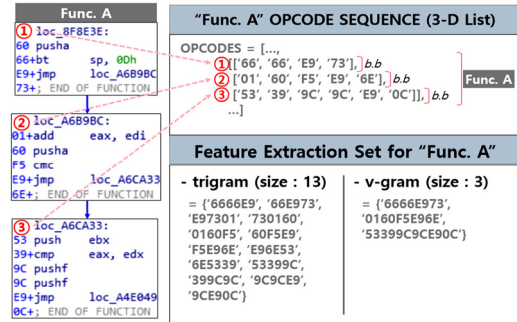 Func. A
① loc_8F8E3E:
60 pusha
66+bt sp, 0Dh
E9+jmp loc_A6B9BC
73+; END OF FUNCTION
② loc_A6B9BC:
01+add eax, edi
60 pusha
F5 cmc
E9+jmp loc_A6CA33
6E+; END OF FUNCTION
③ loc_A6CA33:
53 push ebx
39+cmp eax, edx
9C pushf
9C pushf
E9+jmp loc_A4E049
0C+; END OF FUNCTION
“Func. A” OPCODE SEQUENCE (3-D List)
OPCODES = [...,
① [['66', '66', 'E9', '73'], b.b
② ['01', '60', 'F5', 'E9', '6E'], b.b
③ ['53', '39', '9C', '9C', 'E9', '0C']], b.b
...]
Func. A
Feature Extraction Set for “Func. A”
- trigram (size : 13)
= {'6666E9', '66E973',
'E97301', '730160',
'0160F5', '60F5E9',
'F5E96E', 'E96E53',
'6E5339', '53399C',
'399C9C', '9C9CE9',
'9CE90C'}
- v-gram (size : 3)
= {'6666E973',
'0160F5E96E',
'53399C9CE90C'}